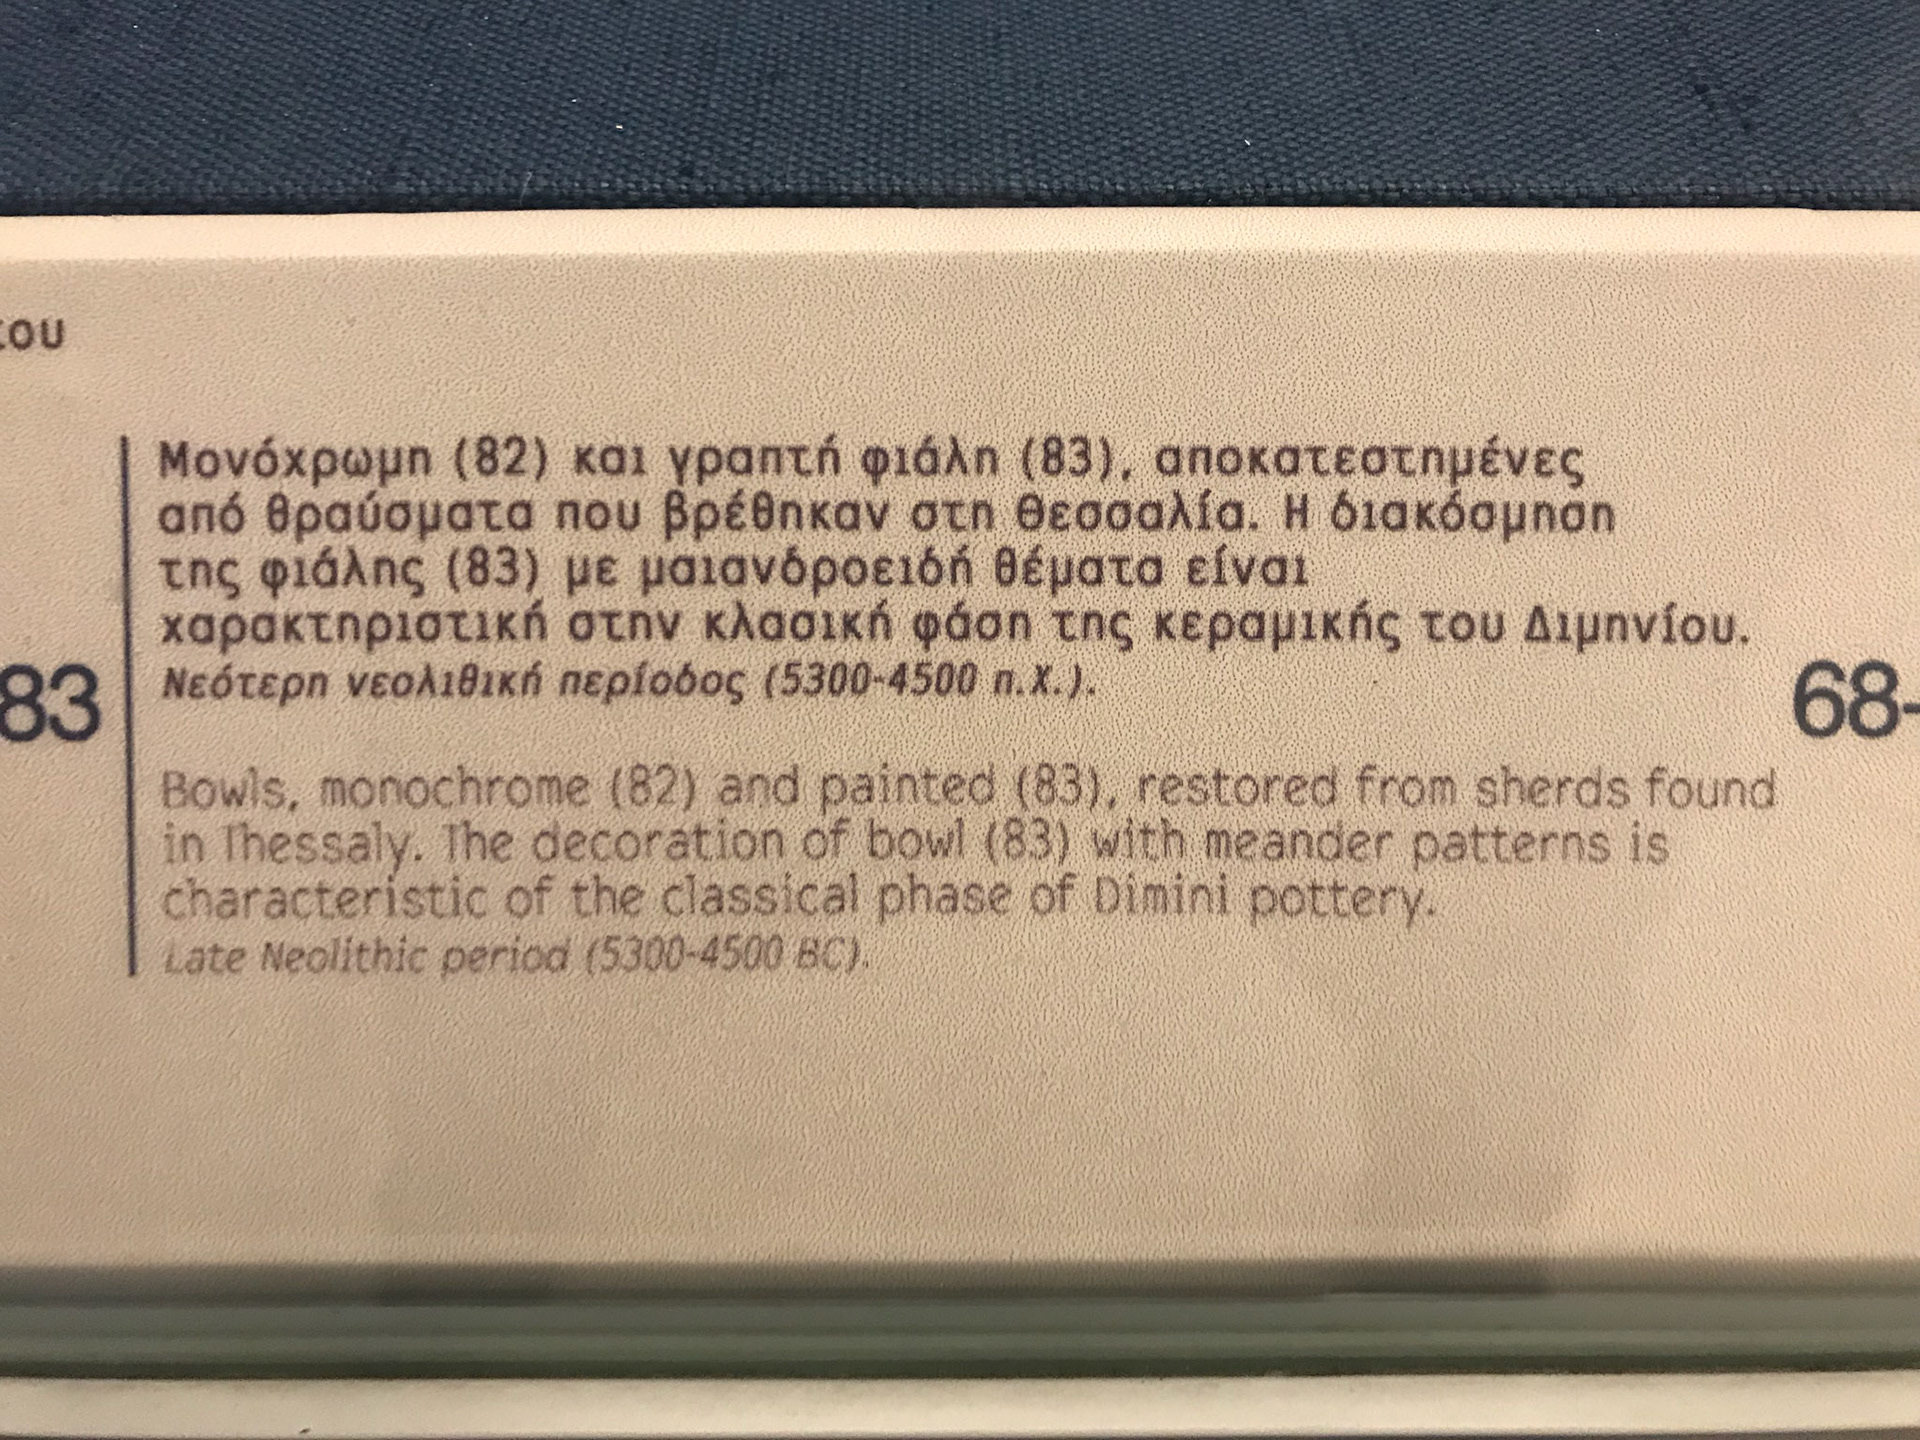 του
83
Μονόχρωμη (82) και γραπτή φιάλη (83), αποκατεστημένες
από θραύσματα που βρέθηκαν στη Θεσσαλία. Η διακόσμηση
της φιάλης (83) με μαιανδροειδή θέματα είναι
χαρακτηριστική στην κλασική φάση της κεραμικής του Διμηνίου.
Νεότερη νεολιθική περίοδος (5300-4500 π.Χ.).
Bowls, monochrome (82) and painted (83), restored from sherds found
in Thessaly. The decoration of bowl (83) with meander patterns is
characteristic of the classical phase of Dimini pottery.
Late Neolithic period (5300-4500 BC).
68-